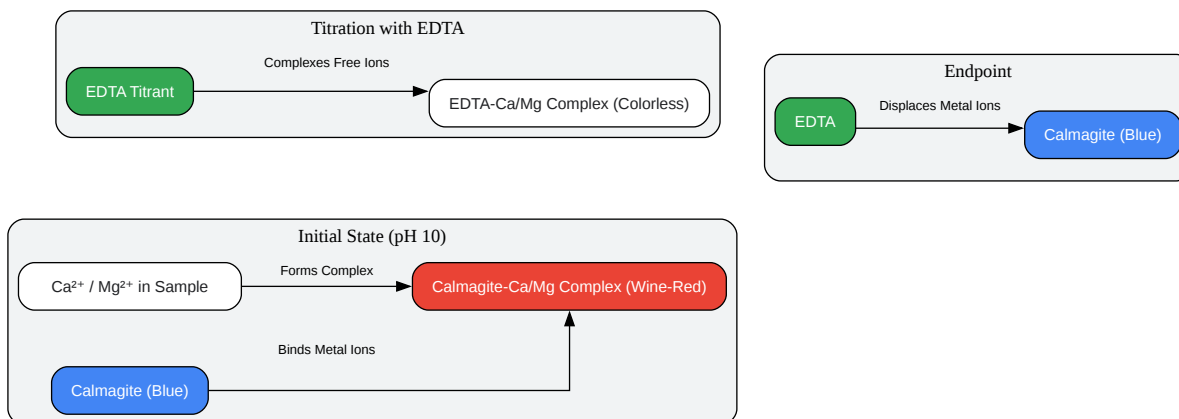 Titration with EDTA
Complexes Free Ions
EDTA Titrant
EDTA-Ca/Mg Complex (Colorless)
Endpoint
Displaces Metal Ions
EDTA
Calmagite (Blue)
Initial State (pH 10)
Forms Complex
Ca²⁺ / Mg²⁺ in Sample
Calmagite-Ca/Mg Complex (Wine-Red)
Binds Metal Ions
Calmagite (Blue)